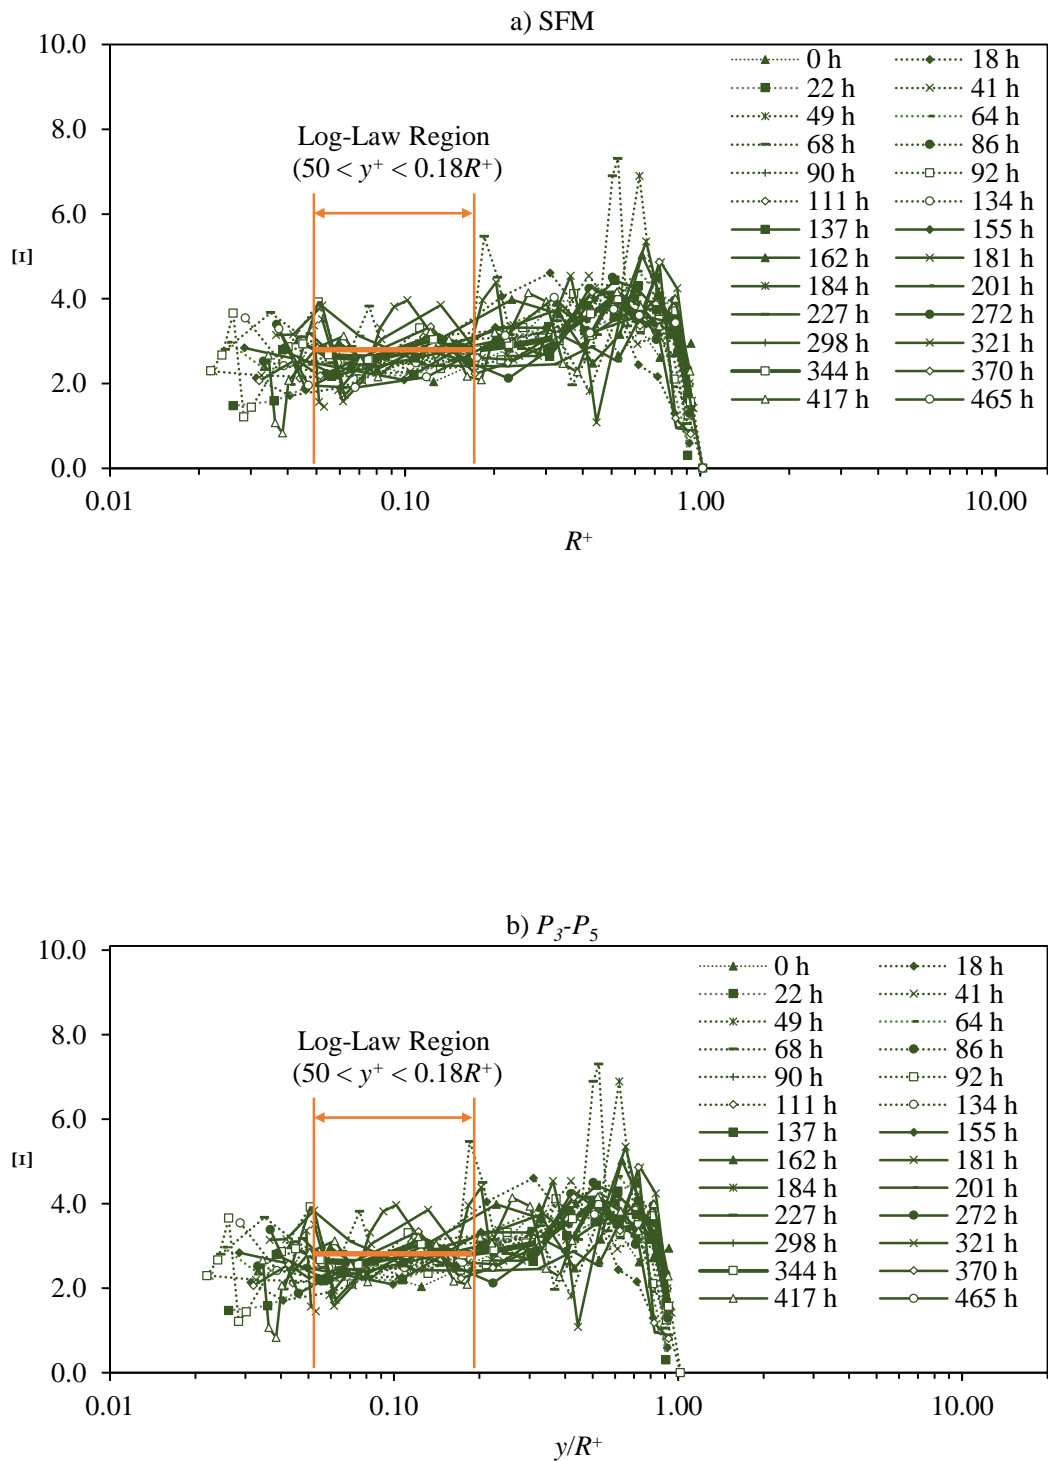 a) SFM
10.0
8.0
6.0
4.0
2.0
0.0
Ξ
Log-Law Region
(50 < y⁺ < 0.18R⁺)
0 h 18 h
22 h 41 h
49 h 64 h
68 h 86 h
90 h 92 h
111 h 134 h
137 h 155 h
162 h 181 h
184 h 201 h
227 h 272 h
298 h 321 h
344 h 370 h
417 h 465 h
0.01 0.10 1.00 10.00
R⁺
b) P₃-P₅
10.0
8.0
6.0
4.0
2.0
0.0
Ξ
Log-Law Region
(50 < y⁺ < 0.18R⁺)
0 h 18 h
22 h 41 h
49 h 64 h
68 h 86 h
90 h 92 h
111 h 134 h
137 h 155 h
162 h 181 h
184 h 201 h
227 h 272 h
298 h 321 h
344 h 370 h
417 h 465 h
0.01 0.10 1.00 10.00
y/R⁺